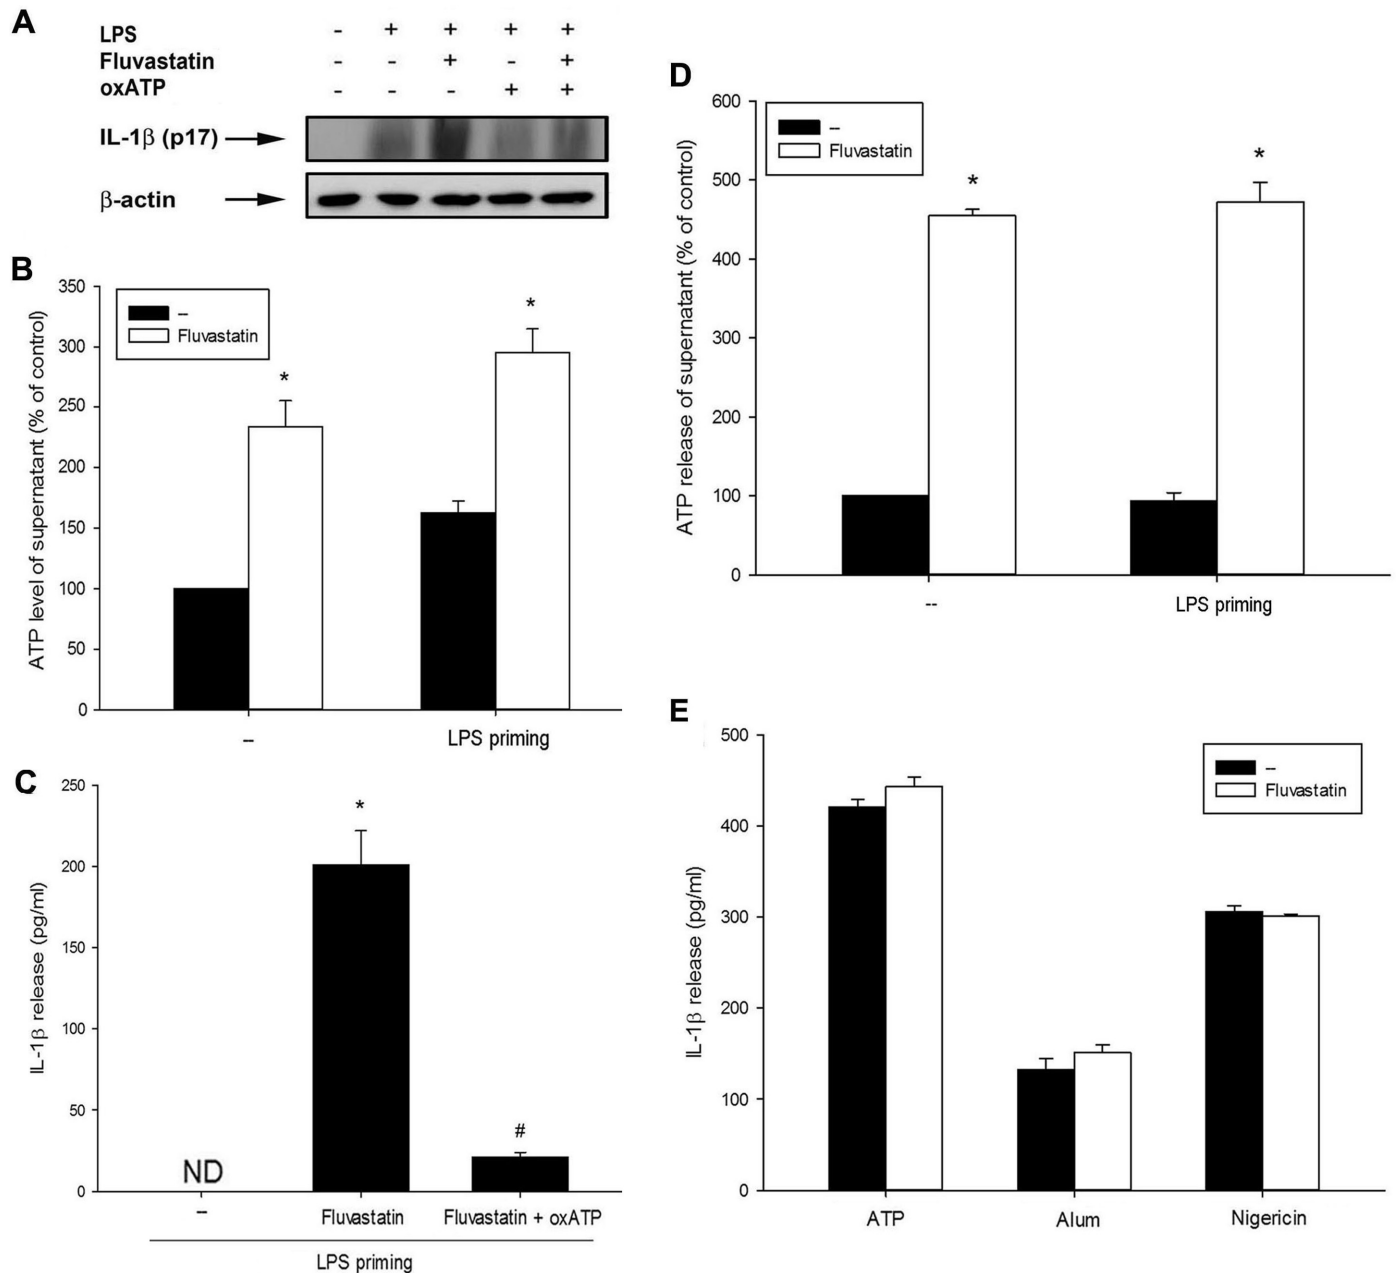 A
LPS - + + + +
Fluvastatin - - + - +
oxATP - - - + +
IL-1β (p17)
β-actin
B
ATP level of supernatant (% of control)
350
300
250
200
150
100
50
0
--
Fluvastatin
*
*
--
LPS priming
C
IL-1β release (pg/ml)
250
200
150
100
50
0
*
#
ND
--
Fluvastatin
Fluvastatin + oxATP
LPS priming
D
ATP release of supernatant (% of control)
600
500
400
300
200
100
0
--
Fluvastatin
*
*
--
LPS priming
E
IL-1β release (pg/ml)
500
400
300
200
100
0
--
Fluvastatin
ATP
Alum
Nigericin